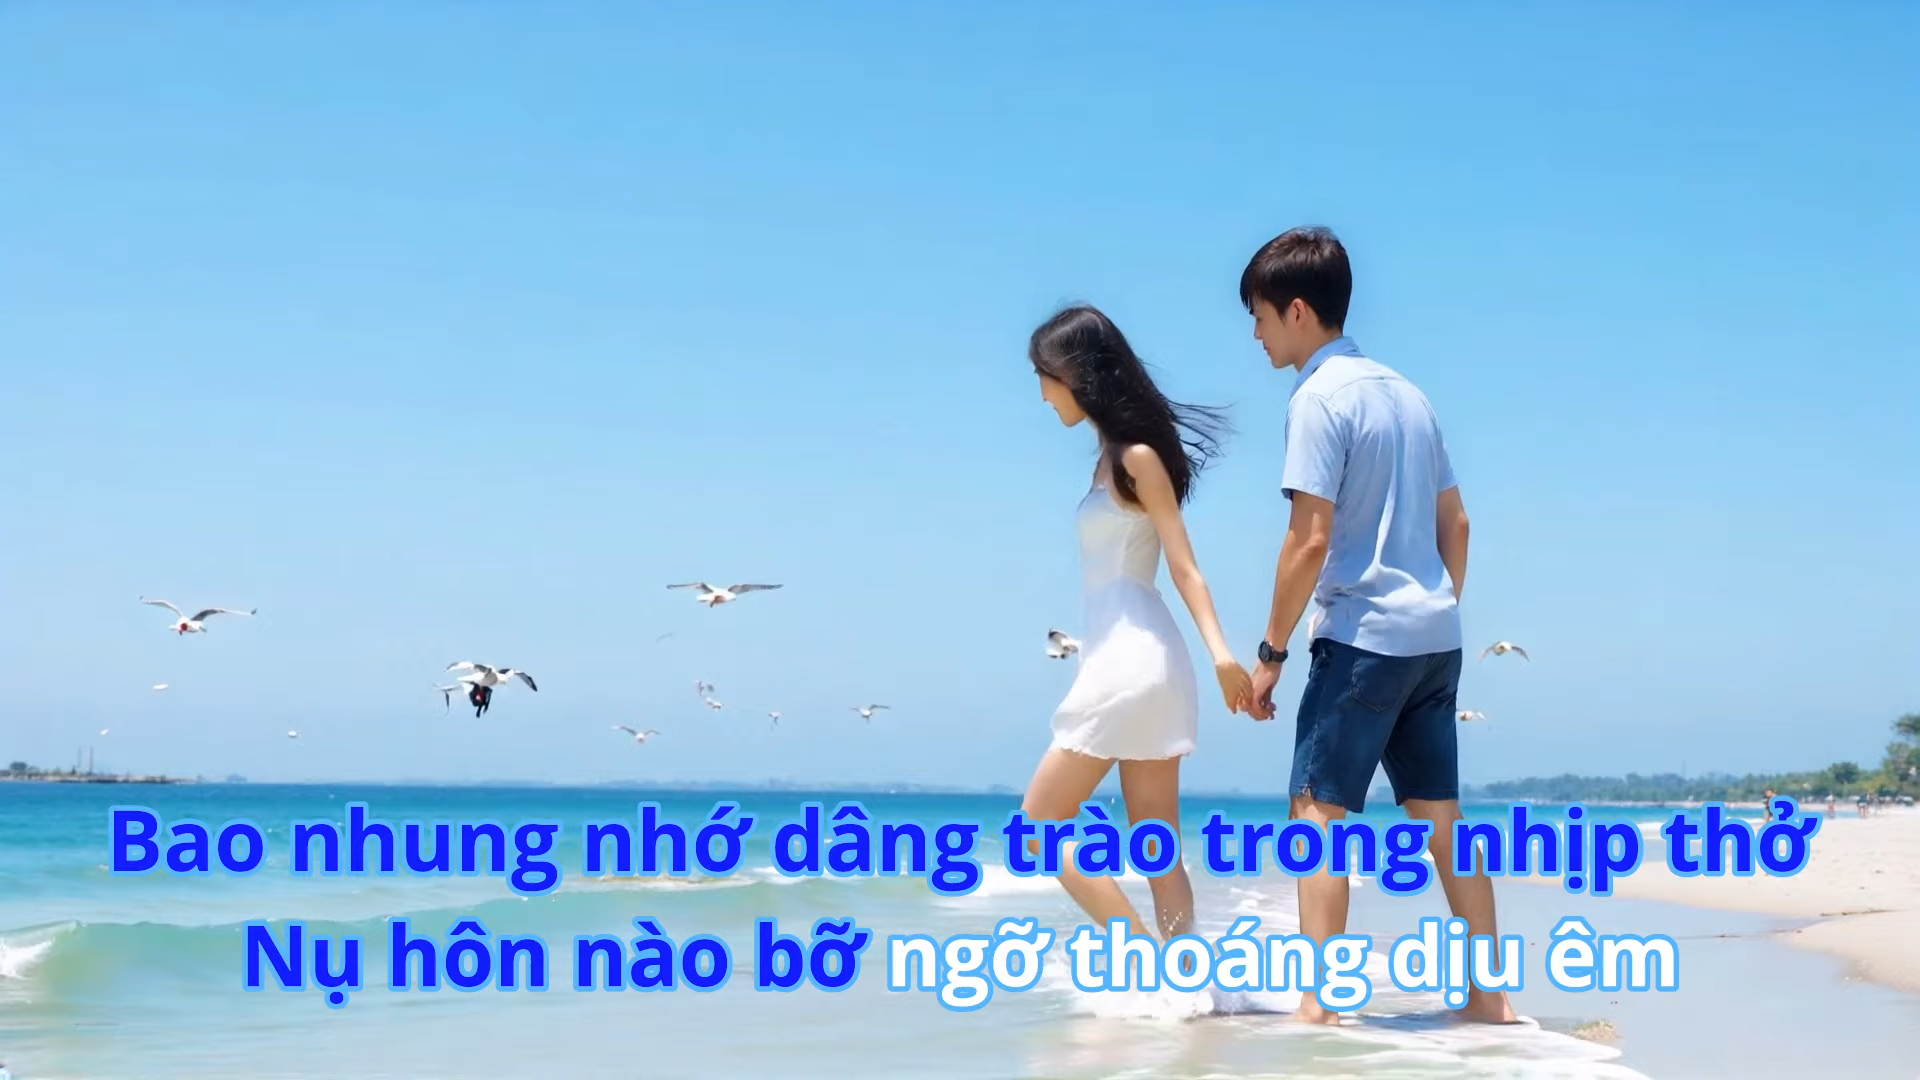 Bao nhung nhớ dâng trào trong nhịp thở
Nụ hôn nào bỡ ngỡ thoáng dịu êm